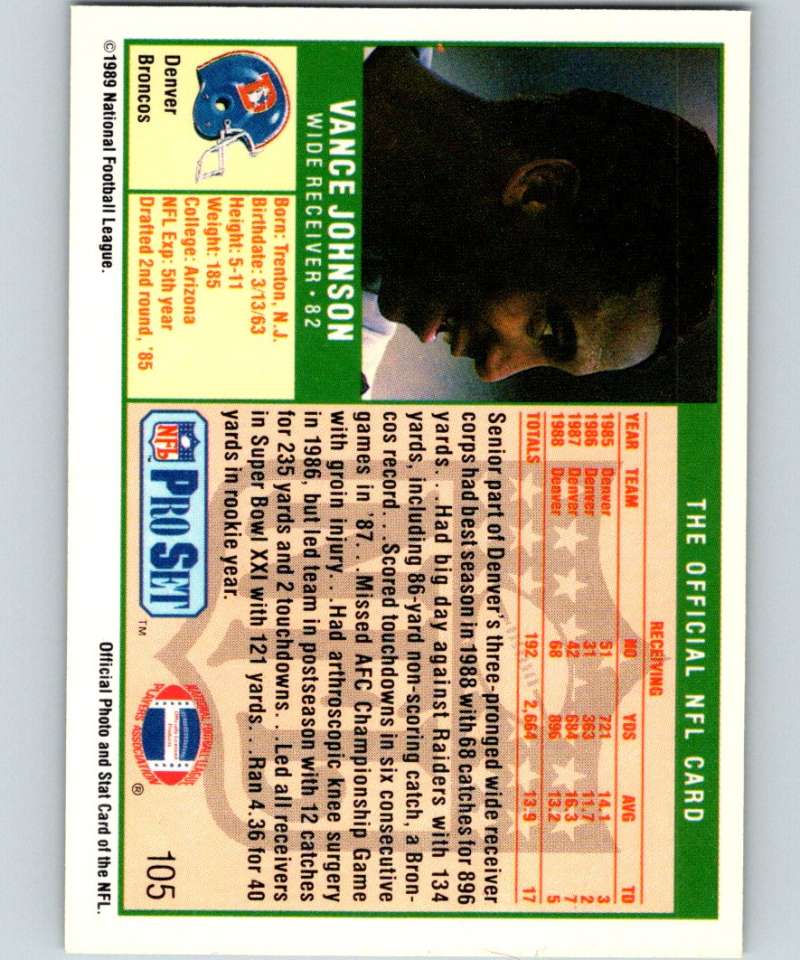 THE OFFICIAL NFL CARD
VANCE JOHNSON
WIDE RECEIVER • 82
Denver
Broncos
Born: Trenton, N.J.
Birthdate: 3/13/63
Height: 5-11
Weight: 185
College: Arizona
NFL Exp: 5th year
Drafted 2nd round, '85
RECEIVING
YEAR TEAM NO YDS AVG TD
1985 Denver 51 721 14.1 3
1986 Denver 31 363 11.7 2
1987 Denver 42 684 16.3 7
1988 Denver 68 896 13.2 5
TOTALS 192 2,664 13.9 17
Senior part of Denver's three-pronged wide receiver
corps had best season in 1988 with 68 catches for 896
yards...Had big day against Raiders with 134
yards, including 86-yard non-scoring catch, a Bron-
cos record...Scored touchdowns in six consecutive
games in '87...Missed AFC Championship Game
with groin injury...Had arthroscopic knee surgery
in 1986, but led team in postseason with 12 catches
for 235 yards and 2 touchdowns...Led all receivers
in Super Bowl XXI with 121 yards...Ran 4.36 for 40
yards in rookie year.
NFL PRO SET TM
NATIONAL FOOTBALL LEAGUE
PLAYERS ASSOCIATION
®
105
© 1989 National Football League.
Official Photo and Stat Card of the NFL.